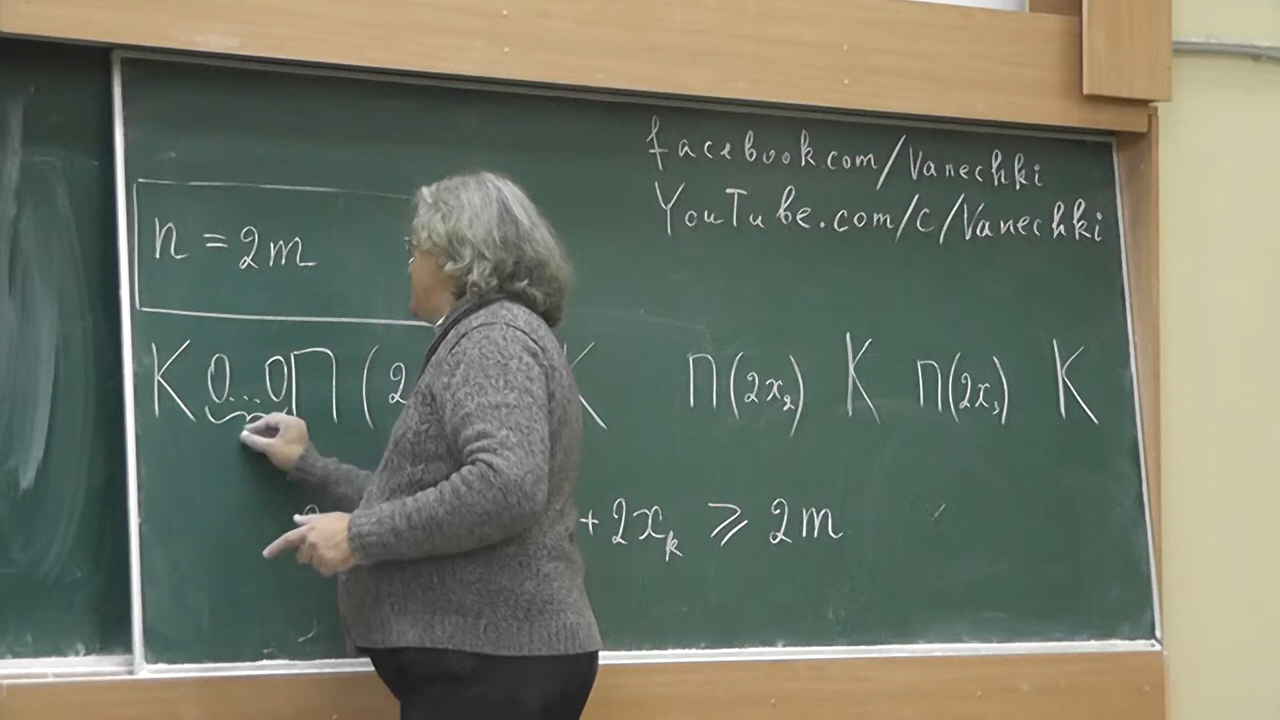 facebook.com/Vanechki
YouTube.com/c/Vanechki
n = 2m
К 0...0 П (2 К П(2x₂) К П(2x₃) К
+ 2xₖ ⩾ 2m